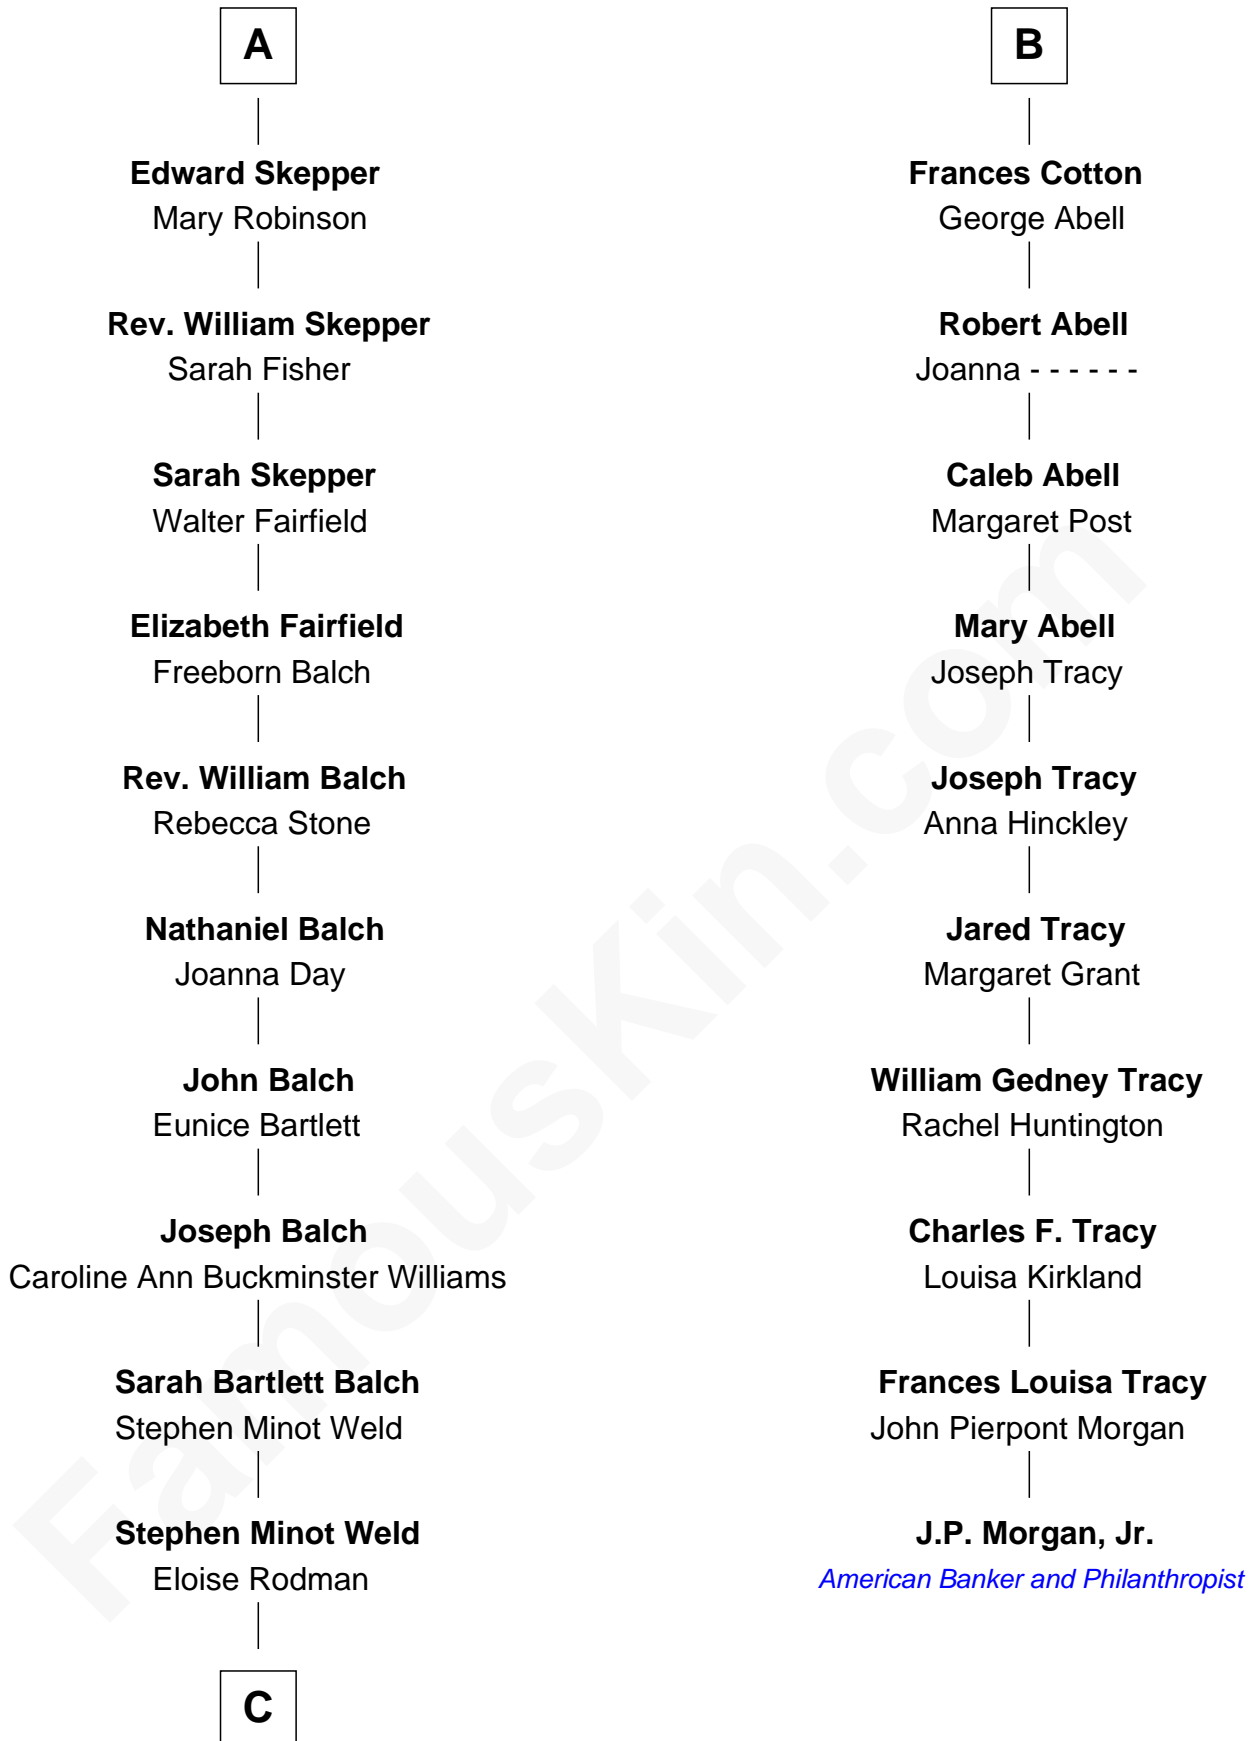 A
Edward Skepper
Mary Robinson
Rev. William Skepper
Sarah Fisher
Sarah Skepper
Walter Fairfield
Elizabeth Fairfield
Freeborn Balch
Rev. William Balch
Rebecca Stone
Nathaniel Balch
Joanna Day
John Balch
Eunice Bartlett
Joseph Balch
Caroline Ann Buckminster Williams
Sarah Bartlett Balch
Stephen Minot Weld
Stephen Minot Weld
Eloise Rodman
C
B
Frances Cotton
George Abell
Robert Abell
Joanna - - - - - -
Caleb Abell
Margaret Post
Mary Abell
Joseph Tracy
Joseph Tracy
Anna Hinckley
Jared Tracy
Margaret Grant
William Gedney Tracy
Rachel Huntington
Charles F. Tracy
Louisa Kirkland
Frances Louisa Tracy
John Pierpont Morgan
J.P. Morgan, Jr.
American Banker and Philanthropist
FamousKin.com